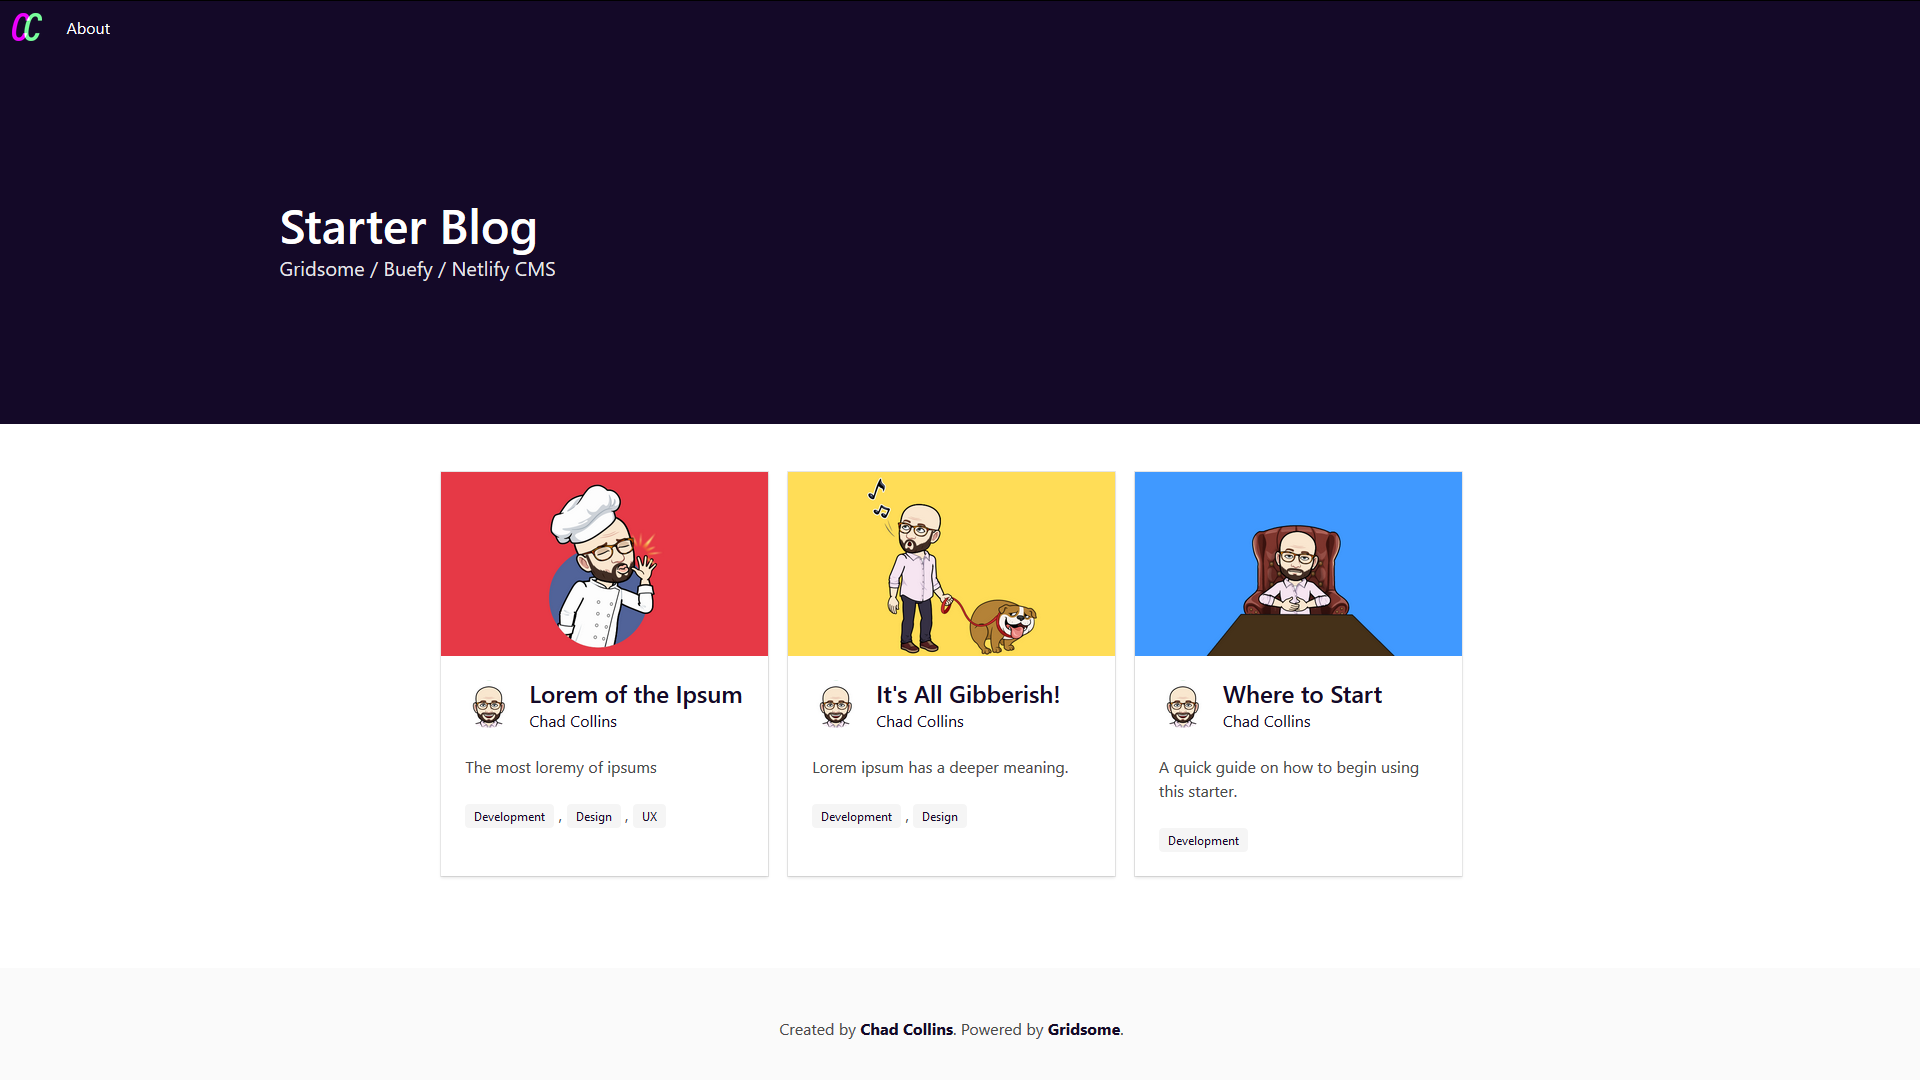 CC About
Starter Blog
Gridsome / Buefy / Netlify CMS
Lorem of the Ipsum
Chad Collins
The most loremy of ipsums
Development , Design , UX
It's All Gibberish!
Chad Collins
Lorem ipsum has a deeper meaning.
Development , Design
Where to Start
Chad Collins
A quick guide on how to begin using
this starter.
Development
Created by Chad Collins. Powered by Gridsome.